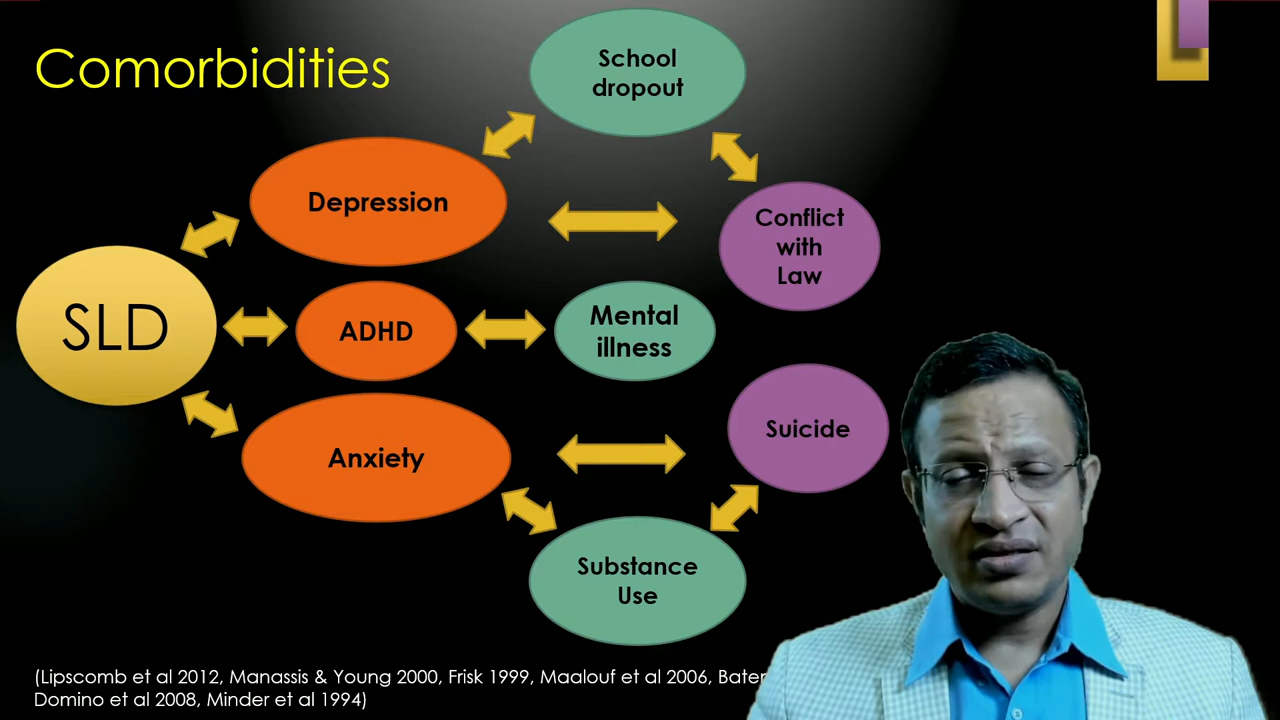 Comorbidities
School
dropout
Depression
Conflict
with
Law
SLD
ADHD
Mental
illness
Anxiety
Suicide
Substance
Use
(Lipscomb et al 2012, Manassis & Young 2000, Frisk 1999, Maalouf et al 2006,
Domino et al 2008, Minder et al 1994)